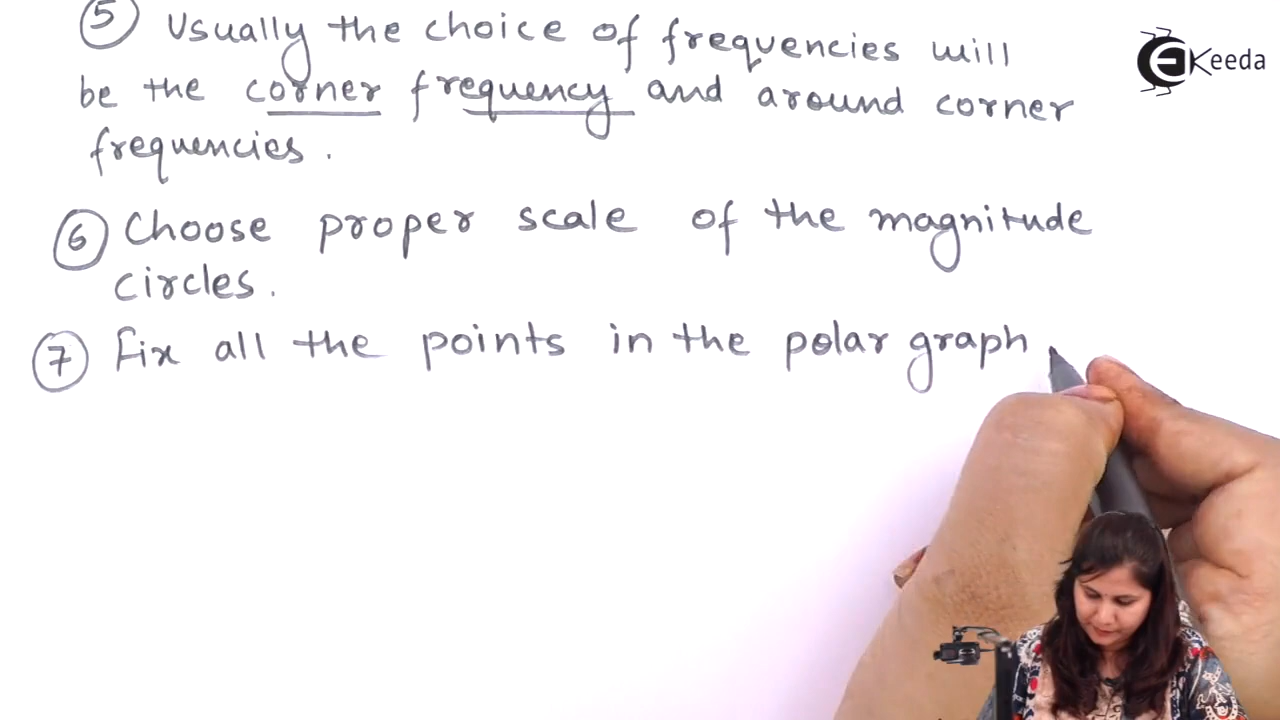 ⑤ Usually the choice of frequencies will
be the corner frequency and around corner
frequencies.
⑥ Choose proper scale of the magnitude
circles.
⑦ Fix all the points in the polar graph
EKeeda